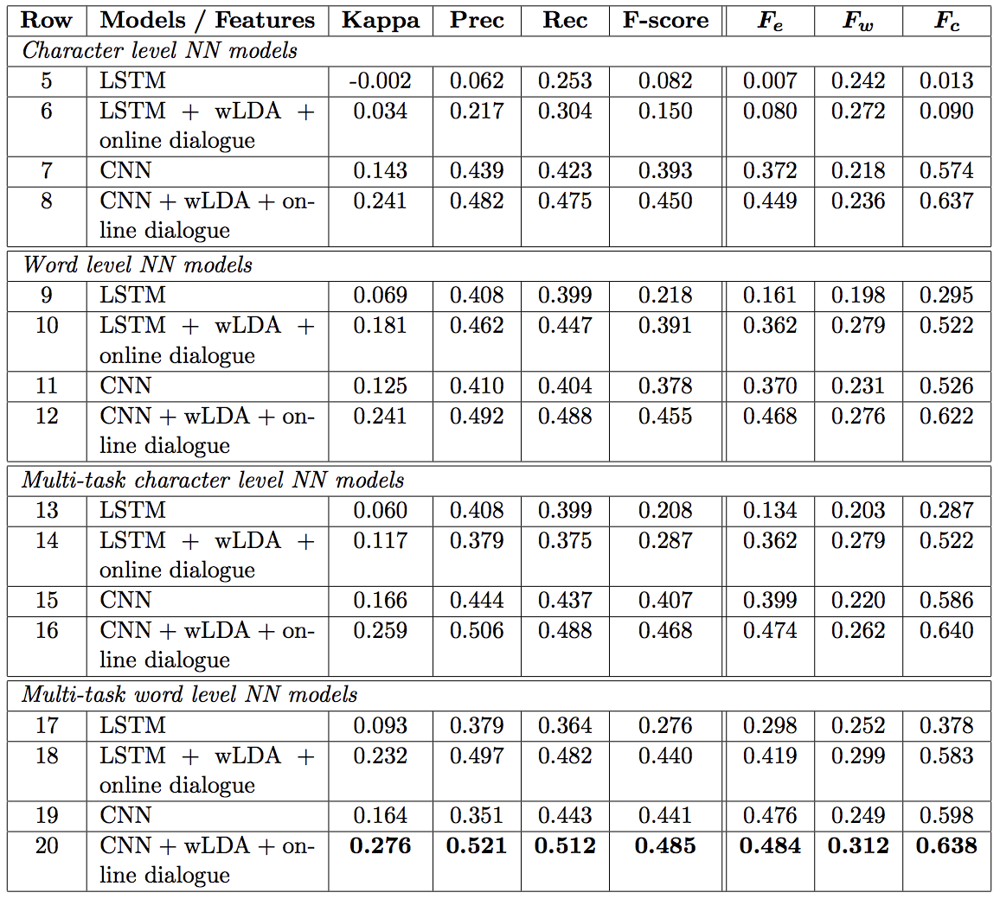 Row Models / Features Kappa Prec Rec F-score Fe Fw Fc
Character level NN models
5 LSTM -0.002 0.062 0.253 0.082 0.007 0.242 0.013
6 LSTM + wLDA + 0.034 0.217 0.304 0.150 0.080 0.272 0.090
online dialogue
7 CNN 0.143 0.439 0.423 0.393 0.372 0.218 0.574
8 CNN + wLDA + on- 0.241 0.482 0.475 0.450 0.449 0.236 0.637
line dialogue
Word level NN models
9 LSTM 0.069 0.408 0.399 0.218 0.161 0.198 0.295
10 LSTM + wLDA + 0.181 0.462 0.447 0.391 0.362 0.279 0.522
online dialogue
11 CNN 0.125 0.410 0.404 0.378 0.370 0.231 0.526
12 CNN + wLDA + on- 0.241 0.492 0.488 0.455 0.468 0.276 0.622
line dialogue
Multi-task character level NN models
13 LSTM 0.060 0.408 0.399 0.208 0.134 0.203 0.287
14 LSTM + wLDA + 0.117 0.379 0.375 0.287 0.362 0.279 0.522
online dialogue
15 CNN 0.166 0.444 0.437 0.407 0.399 0.220 0.586
16 CNN + wLDA + on- 0.259 0.506 0.488 0.468 0.474 0.262 0.640
line dialogue
Multi-task word level NN models
17 LSTM 0.093 0.379 0.364 0.276 0.298 0.252 0.378
18 LSTM + wLDA + 0.232 0.497 0.482 0.440 0.419 0.299 0.583
online dialogue
19 CNN 0.164 0.351 0.443 0.441 0.476 0.249 0.598
20 CNN + wLDA + on- 0.276 0.521 0.512 0.485 0.484 0.312 0.638
line dialogue